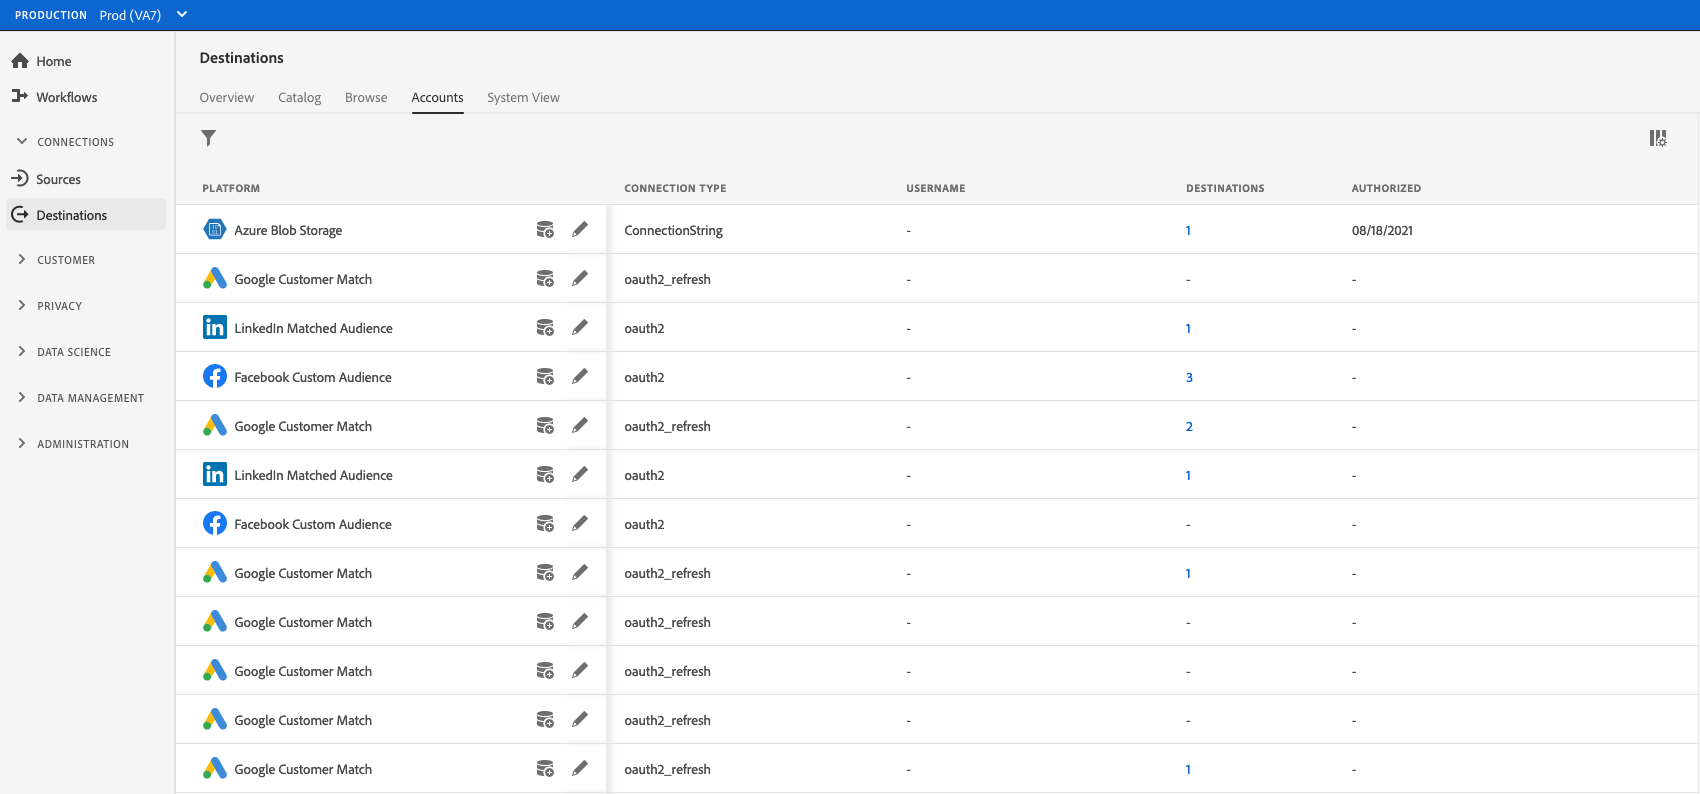 PRODUCTION Prod (VA7)
Home
Workflows
CONNECTIONS
Sources
Destinations
CUSTOMER
PRIVACY
DATA SCIENCE
DATA MANAGEMENT
ADMINISTRATION
Destinations
Overview Catalog Browse Accounts System View
PLATFORM CONNECTION TYPE USERNAME DESTINATIONS AUTHORIZED
Azure Blob Storage ConnectionString - 1 08/18/2021
Google Customer Match oauth2_refresh - - -
in LinkedIn Matched Audience oauth2 - 1 -
Facebook Custom Audience oauth2 - 3 -
Google Customer Match oauth2_refresh - 2 -
in LinkedIn Matched Audience oauth2 - 1 -
Facebook Custom Audience oauth2 - - -
Google Customer Match oauth2_refresh - 1 -
Google Customer Match oauth2_refresh - - -
Google Customer Match oauth2_refresh - - -
Google Customer Match oauth2_refresh - - -
Google Customer Match oauth2_refresh - 1 -